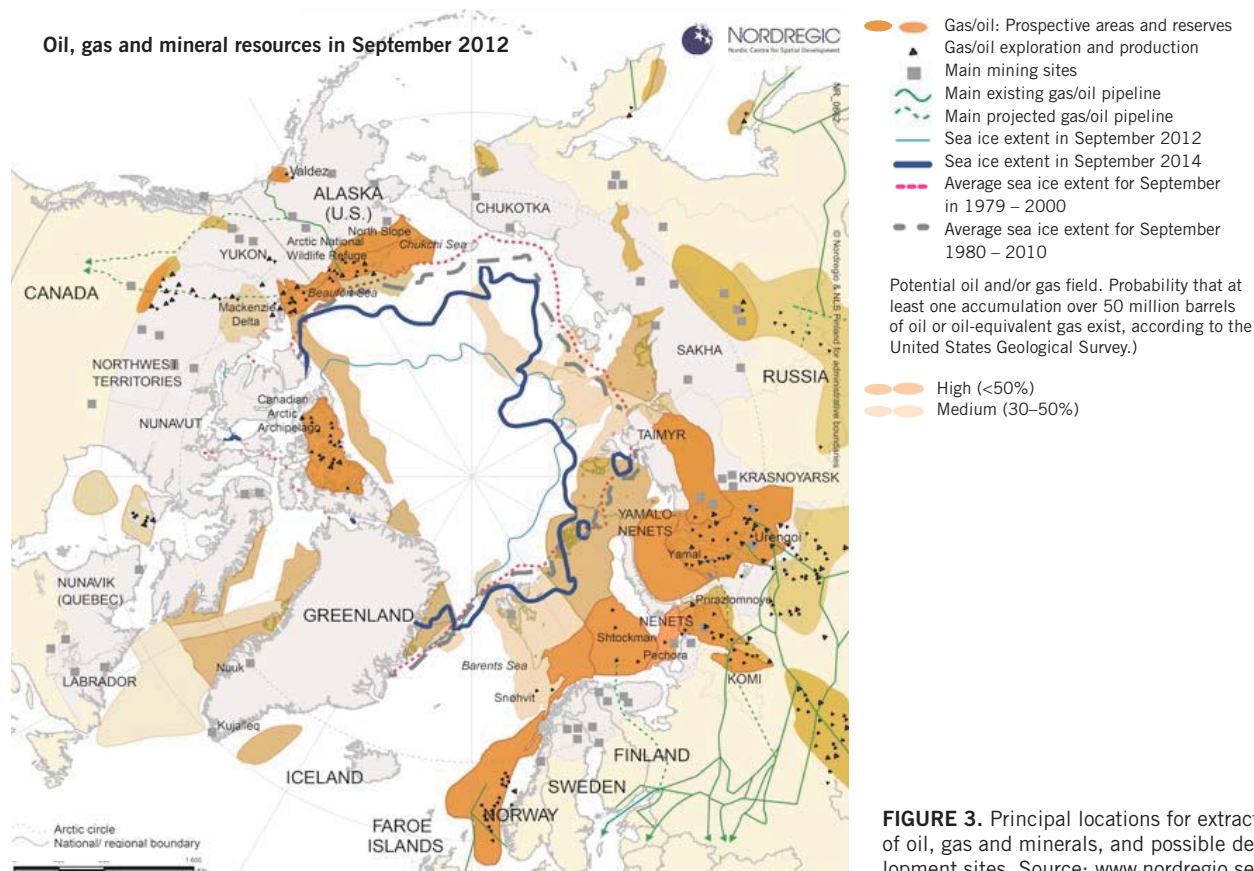 Oil, gas and mineral resources in September 2012
NORDREGIC
Nordic Centre for Spatial Development
Gas/oil: Prospective areas and reserves
Gas/oil exploration and production
Main mining sites
Main existing gas/oil pipeline
Main projected gas/oil pipeline
Sea ice extent in September 2012
Sea ice extent in September 2014
Average sea ice extent for September
in 1979 – 2000
Average sea ice extent for September
1980 – 2010
Potential oil and/or gas field. Probability that at
least one accumulation over 50 million barrels
of oil or oil-equivalent gas exist, according to the
United States Geological Survey.)
High (<50%)
Medium (30–50%)
© Nordregio & NLS Finland for administrative boundaries
Valdez
ALASKA
(U.S.)
CHUKOTKA
North Slope
Chukchi Sea
Arctic National
Wildlife Refuge
YUKON
Beaufort Sea
CANADA
Mackenzie
Delta
NORTHWEST
TERRITORIES
SAKHA
RUSSIA
Canadian
Arctic
Archipelago
NUNAVUT
TAIMYR
KRASNOYARSK
YAMALO-
NENETS
Urengoi
Yamal
NUNAVIK
(QUEBEC)
GREENLAND
Prirazlomnoye
NENETS
Shtockman
Pechora
Barents Sea
KOMI
Nuuk
LABRADOR
Snøhvit
Kujalleq
ICELAND
FINLAND
SWEDEN
NORWAY
FAROE
ISLANDS
Arctic circle
National/ regional boundary
FIGURE 3. Principal locations for extract
of oil, gas and minerals, and possible de
lopment sites. Source: www.nordregio.se